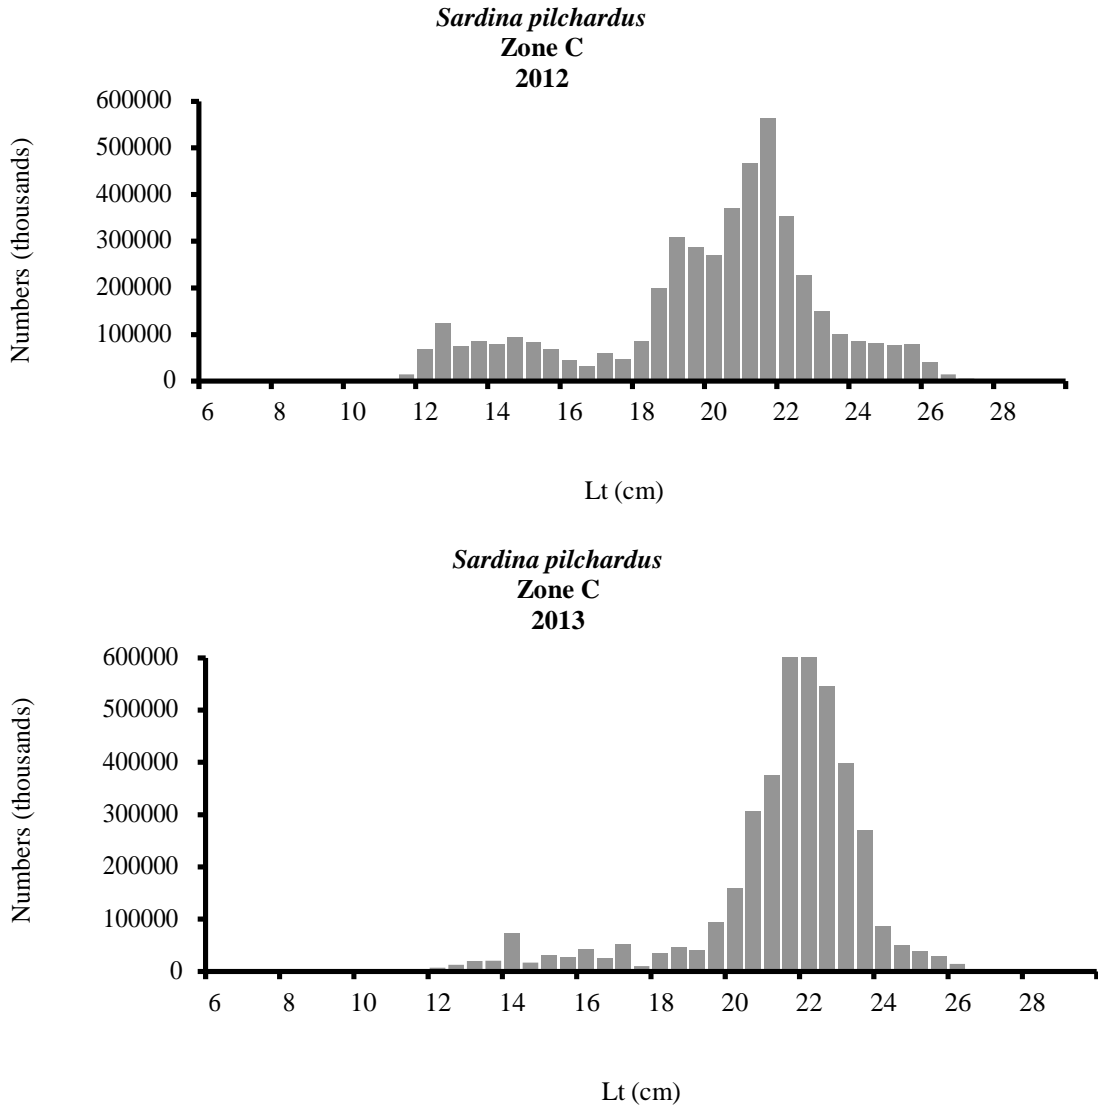 Sardina pilchardus
Zone C
2012
600000
500000
400000
300000
200000
100000
0
Numbers (thousands)
6 8 10 12 14 16 18 20 22 24 26 28
Lt (cm)
Sardina pilchardus
Zone C
2013
600000
500000
400000
300000
200000
100000
0
Numbers (thousands)
6 8 10 12 14 16 18 20 22 24 26 28
Lt (cm)